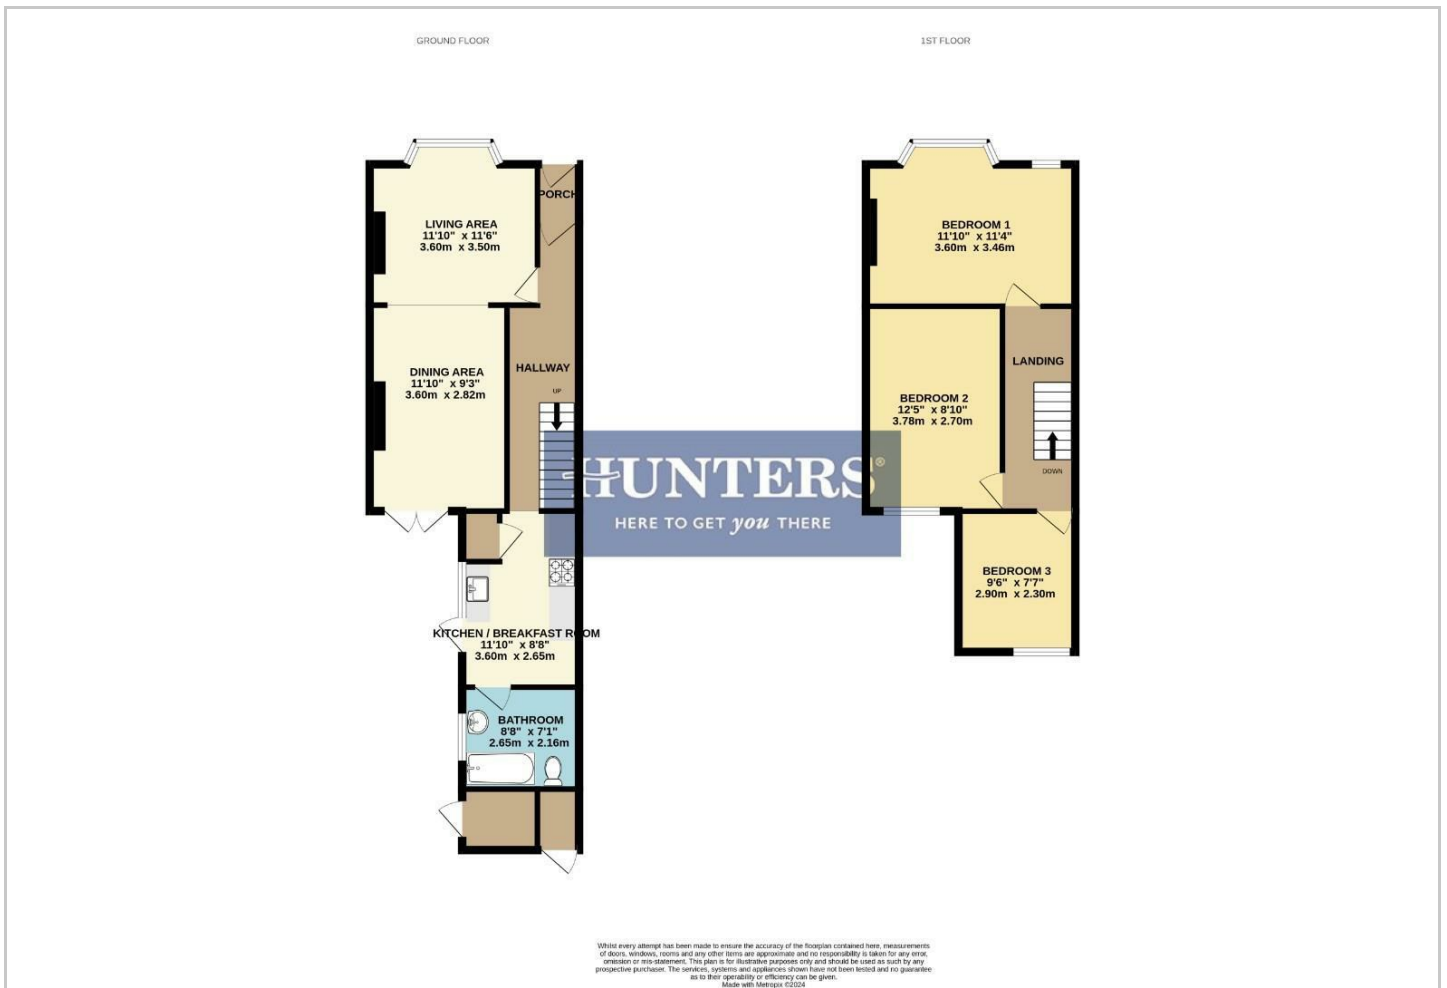 GROUND FLOOR
1ST FLOOR
PORCH
LIVING AREA
11'10" x 11'6"
3.60m x 3.50m
DINING AREA
11'10" x 9'3"
3.60m x 2.82m
HALLWAY
UP
KITCHEN / BREAKFAST ROOM
11'10" x 8'8"
3.60m x 2.65m
BATHROOM
8'8" x 7'1"
2.65m x 2.16m
BEDROOM 1
11'10" x 11'4"
3.60m x 3.46m
LANDING
BEDROOM 2
12'5" x 8'10"
3.78m x 2.70m
DOWN
BEDROOM 3
9'6" x 7'7"
2.90m x 2.30m
HUNTERS®
HERE TO GET you THERE
Whilst every attempt has been made to ensure the accuracy of the floorplan contained here, measurements
of doors, windows, rooms and any other items are approximate and no responsibility is taken for any error,
omission or mis-statement. This plan is for illustrative purposes only and should be used as such by any
prospective purchaser. The services, systems and appliances shown have not been tested and no guarantee
as to their operability or efficiency can be given.
Made with Metropix ©2024